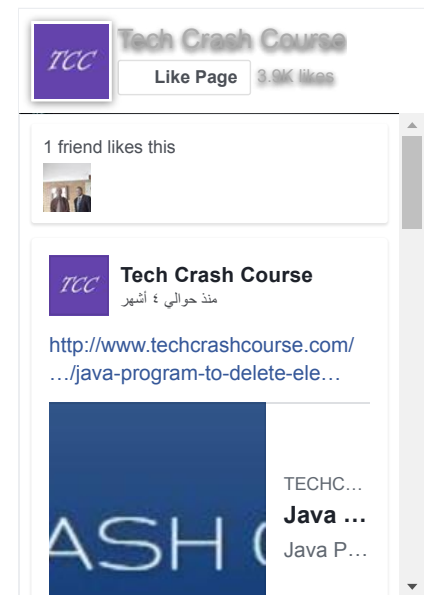 TCC
Tech Crash Course
Like Page
3.9K likes
1 friend likes this
TCC
Tech Crash Course
منذ حوالي ٤ أشهر
http://www.techcrashcourse.com/
…/java-program-to-delete-ele…
ASH C
TECHC…
Java …
Java P…